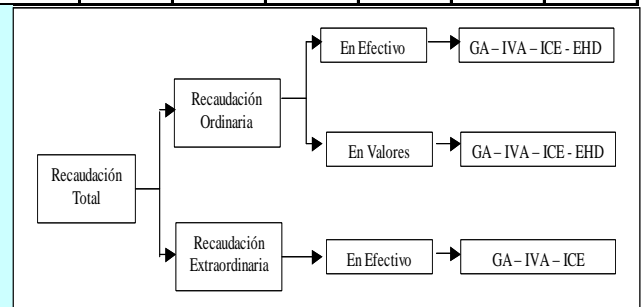 En Efectivo
GA – IVA – ICE - EHD
Recaudación
Ordinaria
En Valores
GA – IVA – ICE - EHD
Recaudación
Total
Recaudación
Extraordinaria
En Efectivo
GA – IVA – ICE